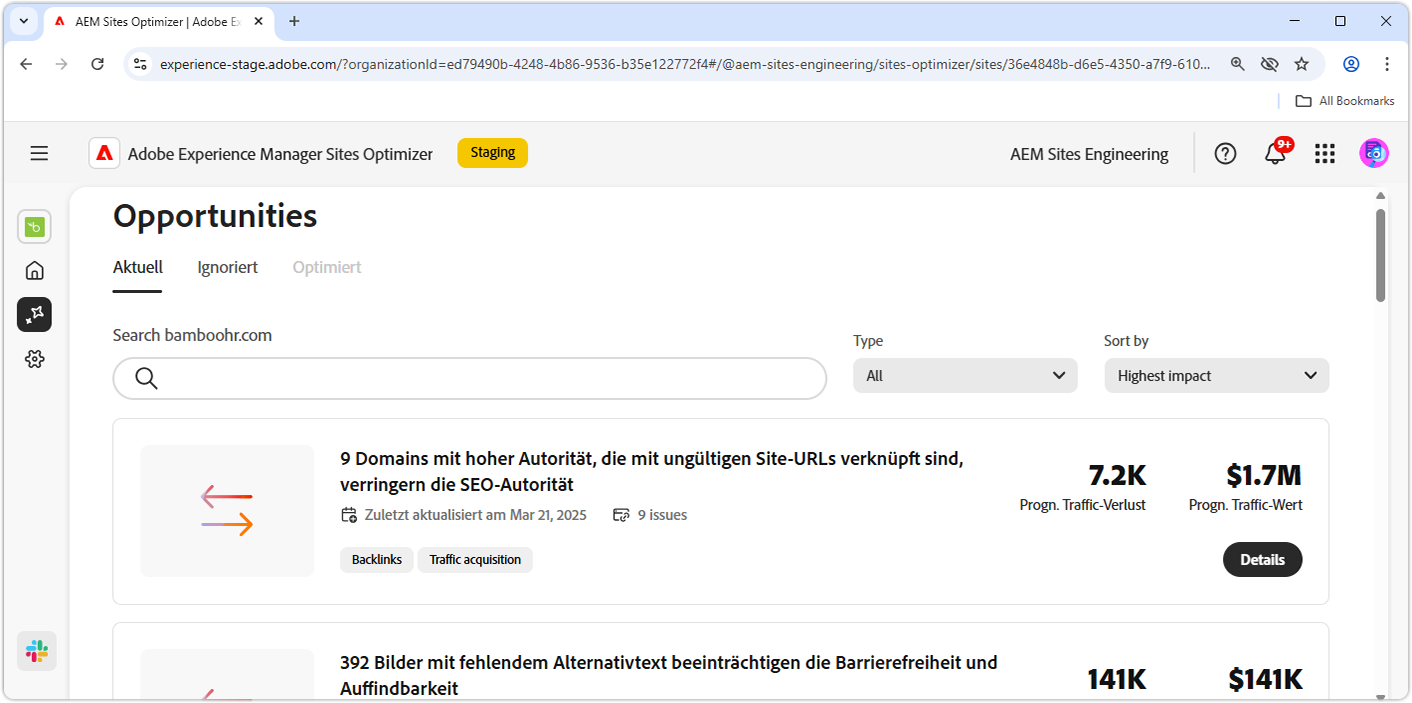 AEM Sites Optimizer | Adobe Ex
experience-stage.adobe.com/?organizationId=ed79490b-4248-4b86-9536-b35e122772f4#/@aem-sites-engineering/sites-optimizer/sites/36e4848b-d6e5-4350-a7f9-610...
All Bookmarks
Adobe Experience Manager Sites Optimizer
Staging
AEM Sites Engineering
9+
Opportunities
Aktuell
Ignoriert
Optimiert
Search bamboohr.com
Type
Sort by
All
Highest impact
9 Domains mit hoher Autorität, die mit ungültigen Site-URLs verknüpft sind,
verringern die SEO-Autorität
7.2K
$1.7M
Progn. Traffic-Verlust
Progn. Traffic-Wert
Zuletzt aktualisiert am Mar 21, 2025
9 issues
Backlinks
Traffic acquisition
Details
392 Bilder mit fehlendem Alternativtext beeinträchtigen die Barrierefreiheit und
Auffindbarkeit
141K
$141K